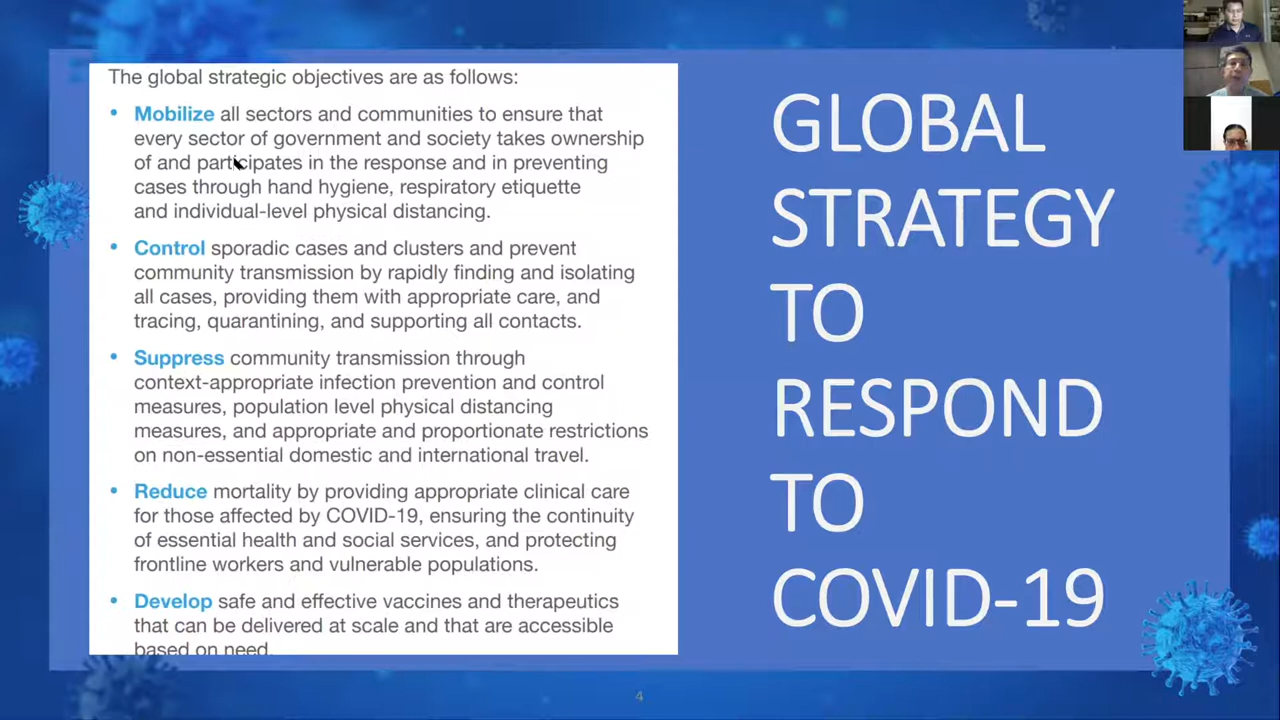 The global strategic objectives are as follows:
• Mobilize all sectors and communities to ensure that
every sector of government and society takes ownership
of and participates in the response and in preventing
cases through hand hygiene, respiratory etiquette
and individual-level physical distancing.
• Control sporadic cases and clusters and prevent
community transmission by rapidly finding and isolating
all cases, providing them with appropriate care, and
tracing, quarantining, and supporting all contacts.
• Suppress community transmission through
context-appropriate infection prevention and control
measures, population level physical distancing
measures, and appropriate and proportionate restrictions
on non-essential domestic and international travel.
• Reduce mortality by providing appropriate clinical care
for those affected by COVID-19, ensuring the continuity
of essential health and social services, and protecting
frontline workers and vulnerable populations.
• Develop safe and effective vaccines and therapeutics
that can be delivered at scale and that are accessible
based on need.
GLOBAL
STRATEGY
TO
RESPOND
TO
COVID-19
4